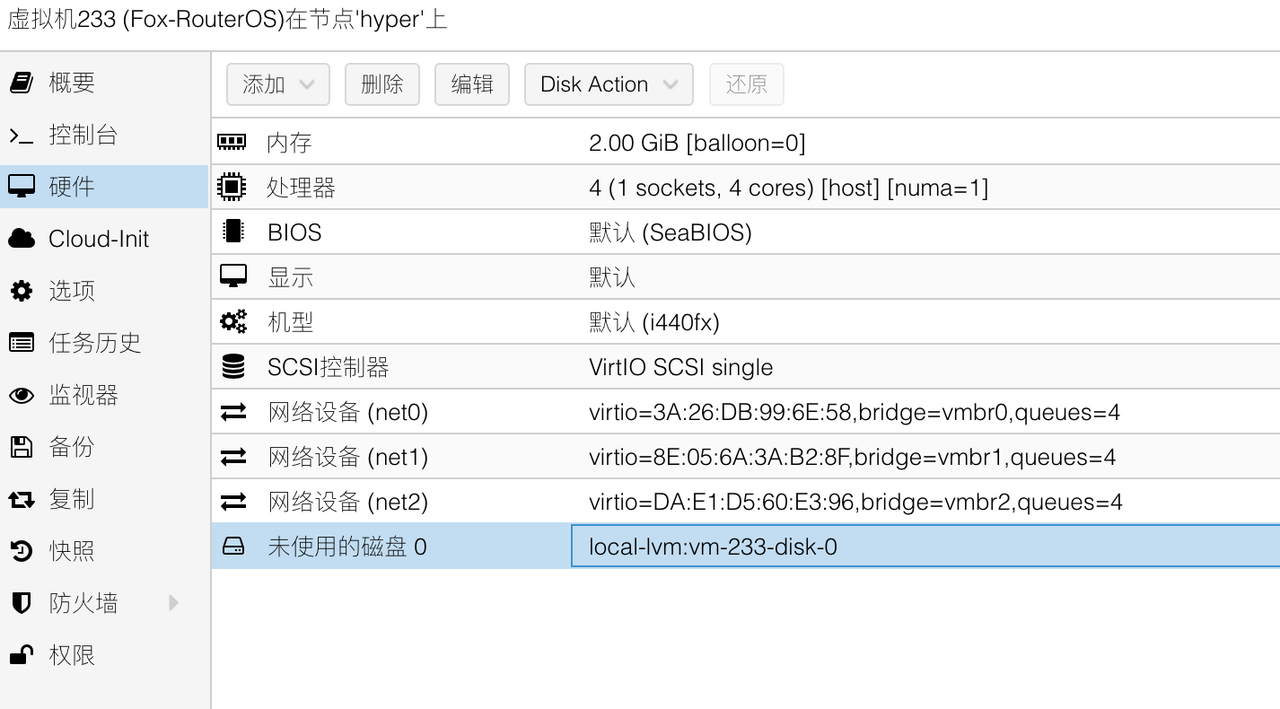 虚拟机233 (Fox-RouterOS)在节点'hyper'上
概要
控制台
硬件
Cloud-Init
选项
任务历史
监视器
备份
复制
快照
防火墙
权限
添加 删除 编辑 Disk Action 还原
内存 2.00 GiB [balloon=0]
处理器 4 (1 sockets, 4 cores) [host] [numa=1]
BIOS 默认 (SeaBIOS)
显示 默认
机型 默认 (i440fx)
SCSI控制器 VirtIO SCSI single
网络设备 (net0) virtio=3A:26:DB:99:6E:58,bridge=vmbr0,queues=4
网络设备 (net1) virtio=8E:05:6A:3A:B2:8F,bridge=vmbr1,queues=4
网络设备 (net2) virtio=DA:E1:D5:60:E3:96,bridge=vmbr2,queues=4
未使用的磁盘 0 local-lvm:vm-233-disk-0